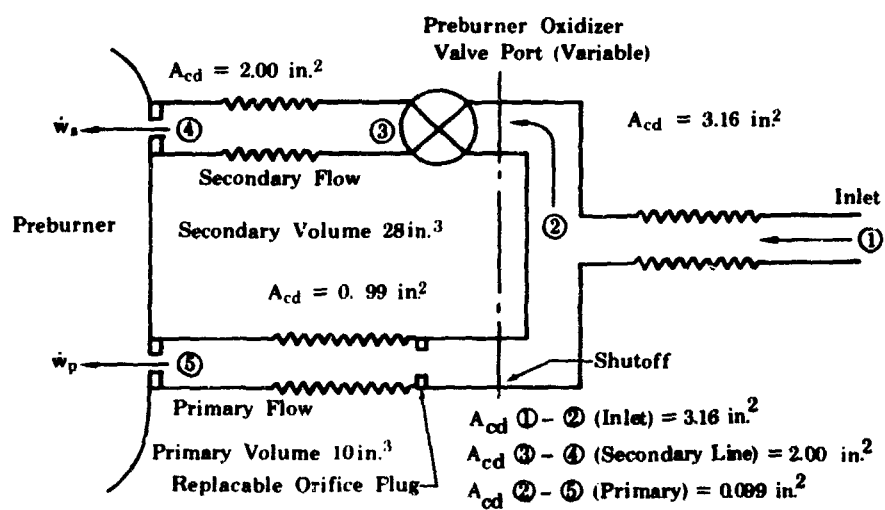 Preburner Oxidizer
Valve Port (Variable)
A_cd = 2.00 in.²
A_cd = 3.16 in.²
ẇ_s
④
③
Secondary Flow
Inlet
Preburner
Secondary Volume 28in.³
②
①
A_cd = 0. 99 in.²
ẇ_p
⑤
Shutoff
Primary Flow
A_cd ①-② (Inlet) = 3.16 in.²
Primary Volume 10in.³
A_cd ③-④ (Secondary Line) = 2.00 in.²
Replacable Orifice Plug
A_cd ②-⑤ (Primary) = 0.099 in.²